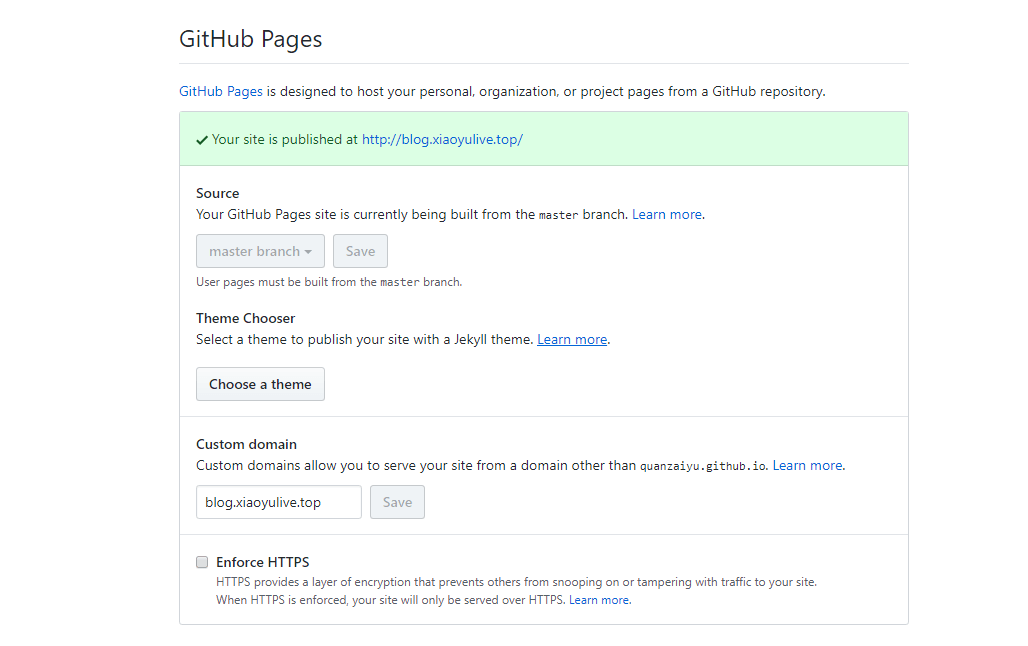 GitHub Pages
GitHub Pages is designed to host your personal, organization, or project pages from a GitHub repository.
Your site is published at http://blog.xiaoyulive.top/
Source
Your GitHub Pages site is currently being built from the master branch. Learn more.
master branch Save
User pages must be built from the master branch.
Theme Chooser
Select a theme to publish your site with a Jekyll theme. Learn more.
Choose a theme
Custom domain
Custom domains allow you to serve your site from a domain other than quanzaiyu.github.io. Learn more.
blog.xiaoyulive.top Save
Enforce HTTPS
HTTPS provides a layer of encryption that prevents others from snooping on or tampering with traffic to your site.
When HTTPS is enforced, your site will only be served over HTTPS. Learn more.